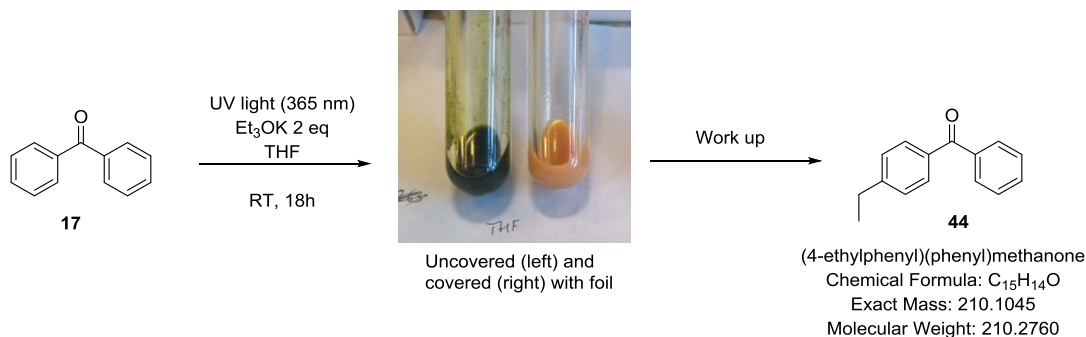 O
17
UV light (365 nm)
Et₃OK 2 eq
THF
RT, 18h
THF
Uncovered (left) and
covered (right) with foil
Work up
O
44
(4-ethylphenyl)(phenyl)methanone
Chemical Formula: C₁₅H₁₄O
Exact Mass: 210.1045
Molecular Weight: 210.2760